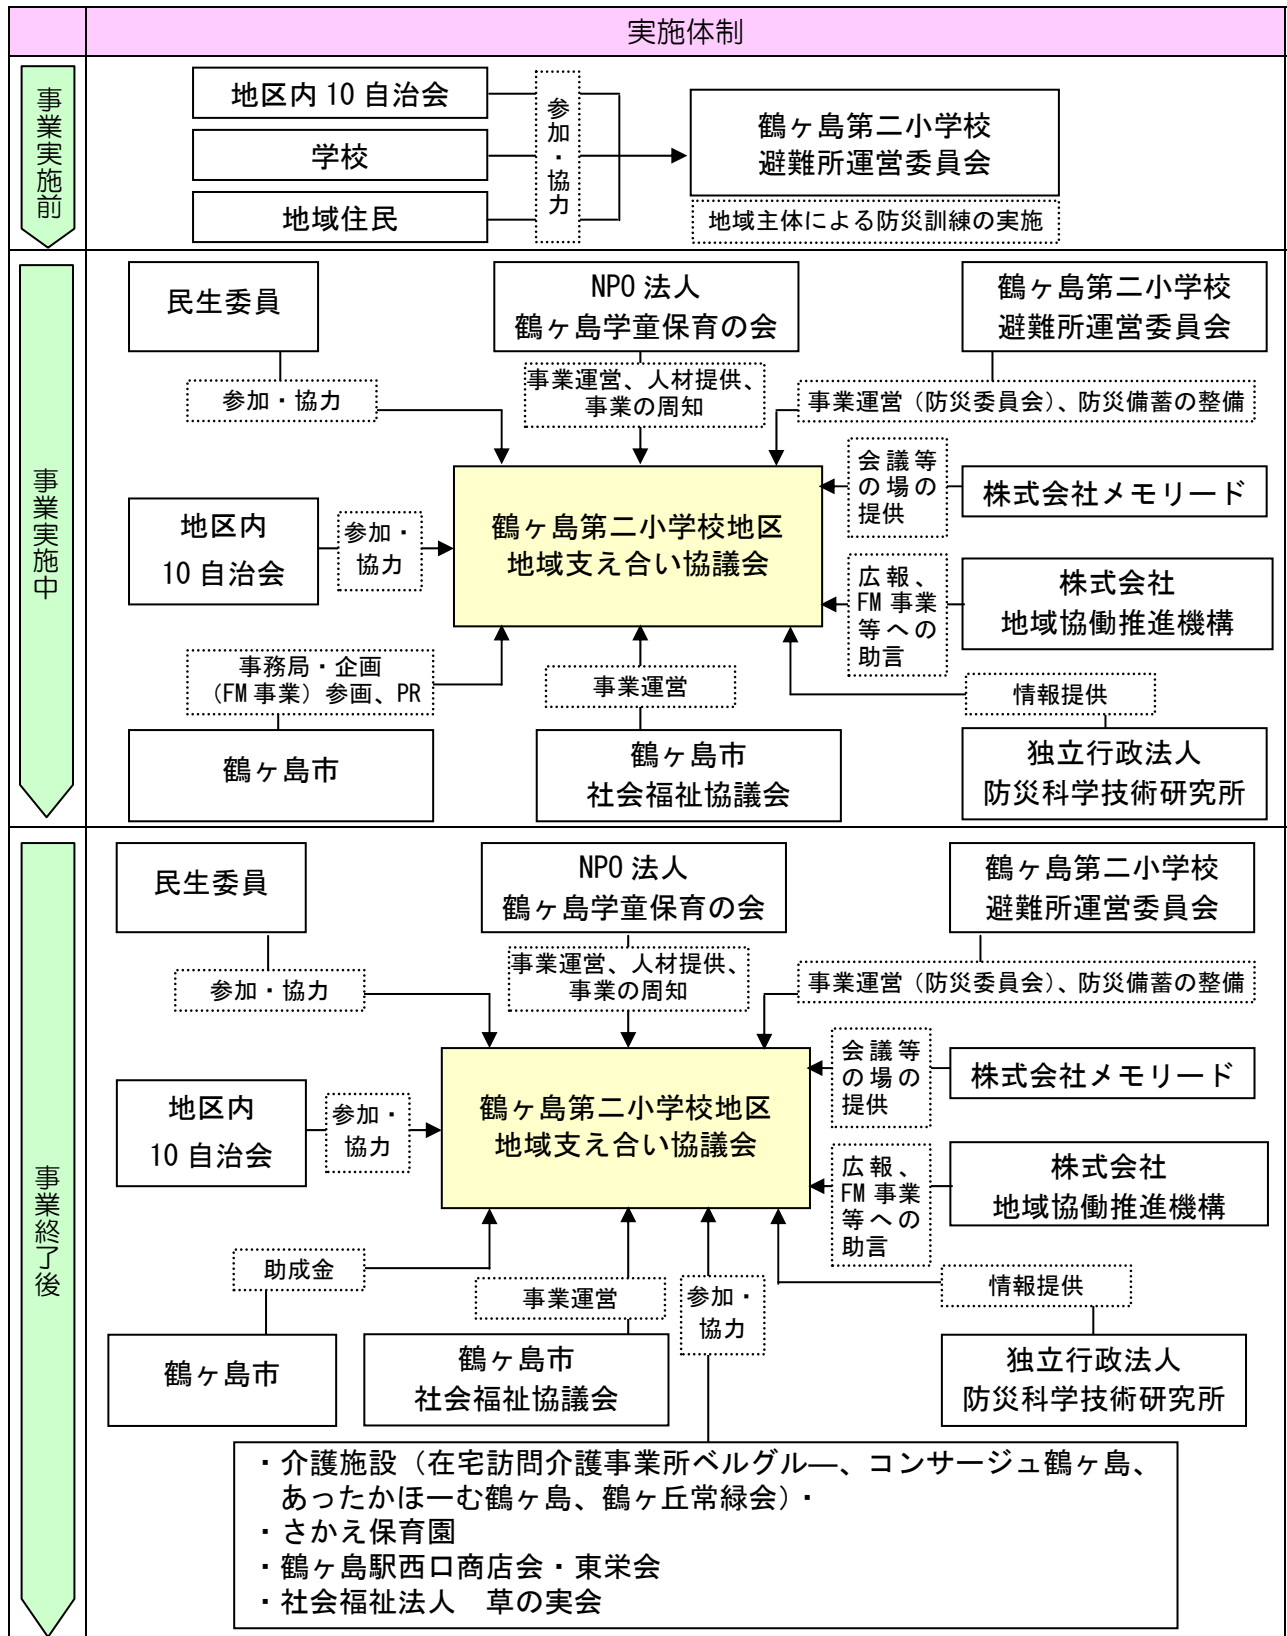 実施体制
事業実施前
地区内10自治会
学校
地域住民
参加・協力
鶴ヶ島第二小学校
避難所運営委員会
地域主体による防災訓練の実施
事業実施中
民生委員
NPO法人
鶴ヶ島学童保育の会
鶴ヶ島第二小学校
避難所運営委員会
参加・協力
事業運営、人材提供、
事業の周知
事業運営（防災委員会）、防災備蓄の整備
地区内
10自治会
参加・
協力
鶴ヶ島第二小学校地区
地域支え合い協議会
会議等
の場の
提供
株式会社メモリード
広報、
FM事業
等への
助言
株式会社
地域協働推進機構
事務局・企画
（FM事業）参画、PR
事業運営
情報提供
鶴ヶ島市
鶴ヶ島市
社会福祉協議会
独立行政法人
防災科学技術研究所
事業終了後
民生委員
NPO法人
鶴ヶ島学童保育の会
鶴ヶ島第二小学校
避難所運営委員会
参加・協力
事業運営、人材提供、
事業の周知
事業運営（防災委員会）、防災備蓄の整備
地区内
10自治会
参加・
協力
鶴ヶ島第二小学校地区
地域支え合い協議会
会議等
の場の
提供
株式会社メモリード
広報、
FM事業
等への
助言
株式会社
地域協働推進機構
助成金
事業運営
参加・
協力
情報提供
鶴ヶ島市
鶴ヶ島市
社会福祉協議会
独立行政法人
防災科学技術研究所
・介護施設（在宅訪問介護事業所ベルグル―、コンサージュ鶴ヶ島、
あったかほーむ鶴ヶ島、鶴ヶ丘常緑会）・
・さかえ保育園
・鶴ヶ島駅西口商店会・東栄会
・社会福祉法人　草の実会